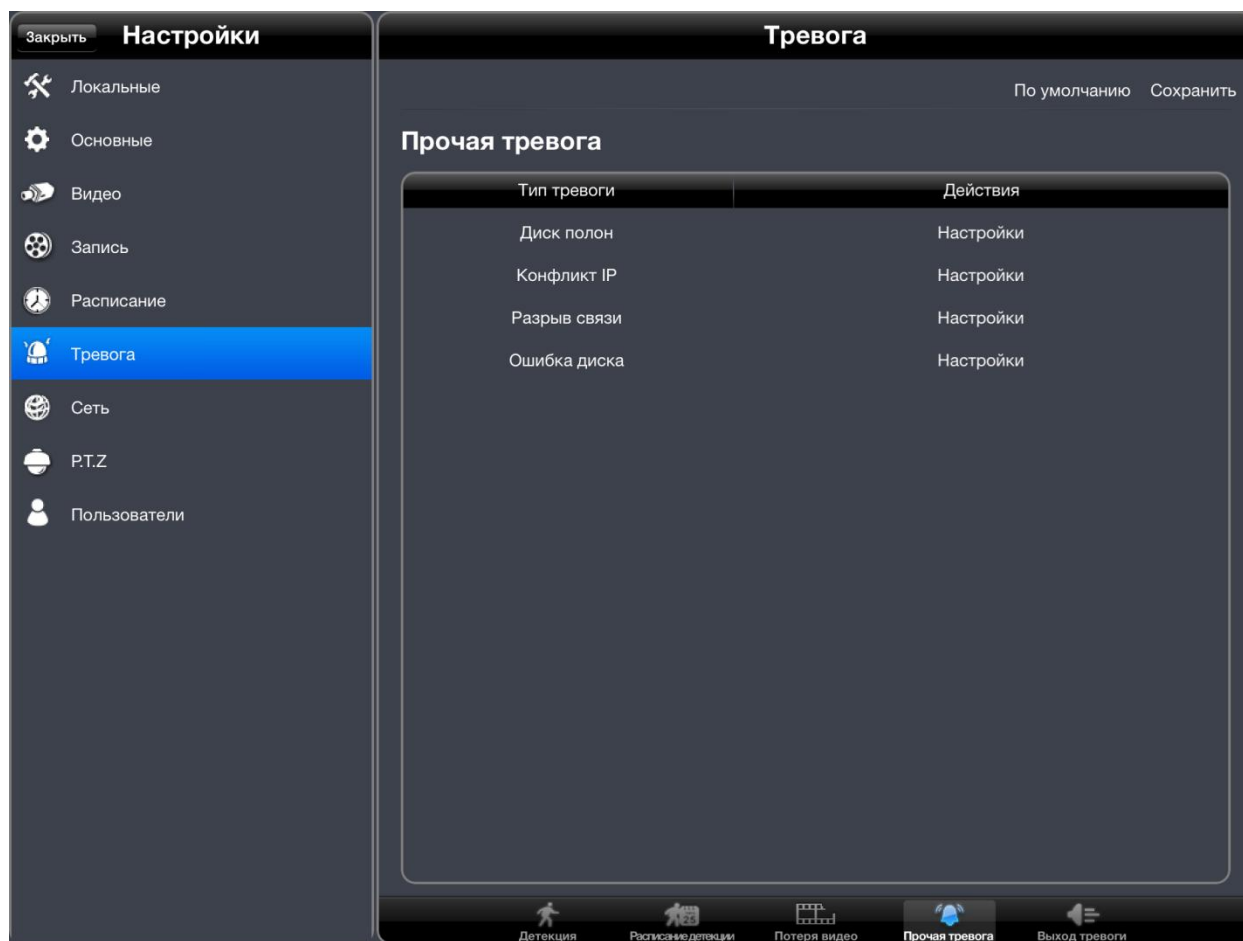 Закрыть Настройки
Локальные
Основные
Видео
Запись
Расписание
Тревога
Сеть
P.T.Z
Пользователи
Тревога
По умолчанию Сохранить
Прочая тревога
Тип тревоги Действия
Диск полон Настройки
Конфликт IP Настройки
Разрыв связи Настройки
Ошибка диска Настройки
Детекция Расписание детекции Потеря видео Прочая тревога Выход тревоги
25